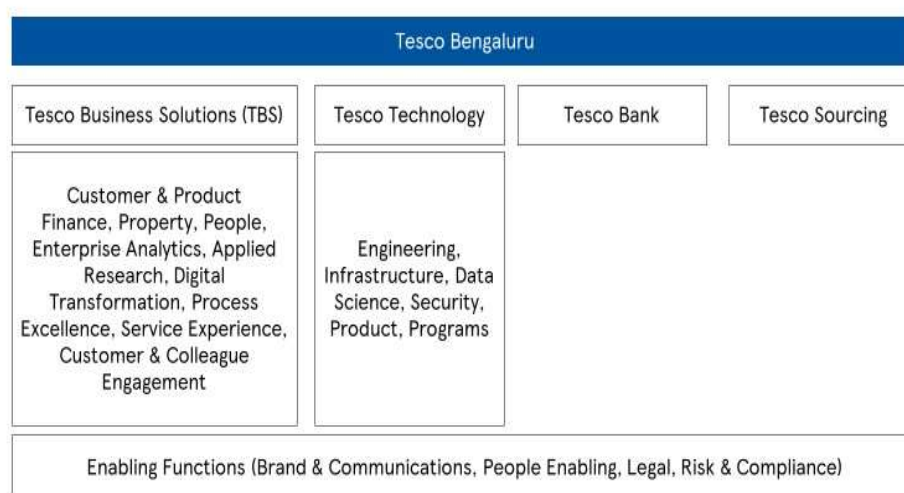 Tesco Bengaluru
Tesco Business Solutions (TBS)
Tesco Technology
Tesco Bank
Tesco Sourcing
Customer & Product
Finance, Property, People,
Enterprise Analytics, Applied
Research, Digital
Transformation, Process
Excellence, Service Experience,
Customer & Colleague
Engagement
Engineering,
Infrastructure, Data
Science, Security,
Product, Programs
Enabling Functions (Brand & Communications, People Enabling, Legal, Risk & Compliance)